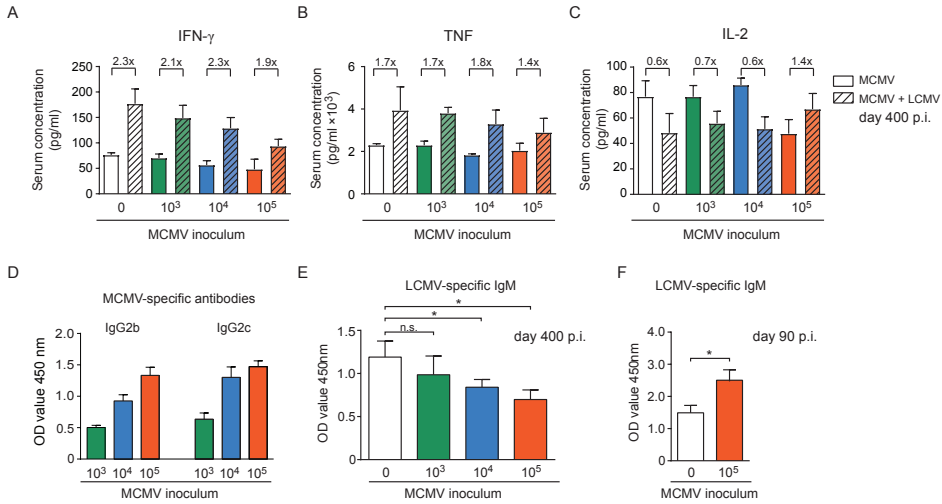 A
IFN-γ
Serum concentration
(pg/ml)
250
200
150
100
50
0
2.3x
2.1x
2.3x
1.9x
0
10³
10⁴
10⁵
MCMV inoculum
B
TNF
Serum concentration
(pg/ml ×10³)
6
4
2
0
1.7x
1.7x
1.8x
1.4x
0
10³
10⁴
10⁵
MCMV inoculum
C
IL-2
Serum concentration
(pg/ml)
100
80
60
40
20
0
0.6x
0.7x
0.6x
1.4x
0
10³
10⁴
10⁵
MCMV inoculum
MCMV
MCMV + LCMV
day 400 p.i.
D
MCMV-specific antibodies
IgG2b
IgG2c
OD value 450 nm
2.0
1.5
1.0
0.5
0
10³
10⁴
10⁵
10³
10⁴
10⁵
MCMV inoculum
E
LCMV-specific IgM
day 400 p.i.
*
*
n.s.
OD value 450nm
1.5
1.0
0.5
0
0
10³
10⁴
10⁵
MCMV inoculum
F
LCMV-specific IgM
day 90 p.i.
*
OD value 450nm
4.0
3.0
2.0
1.0
0
0
10⁵
MCMV inoculum